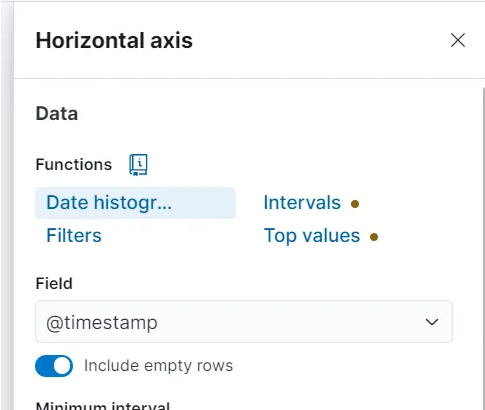 Horizontal axis
Data
Functions
Date histogr... Intervals
Filters Top values
Field
@timestamp
Include empty rows
Minimum interval